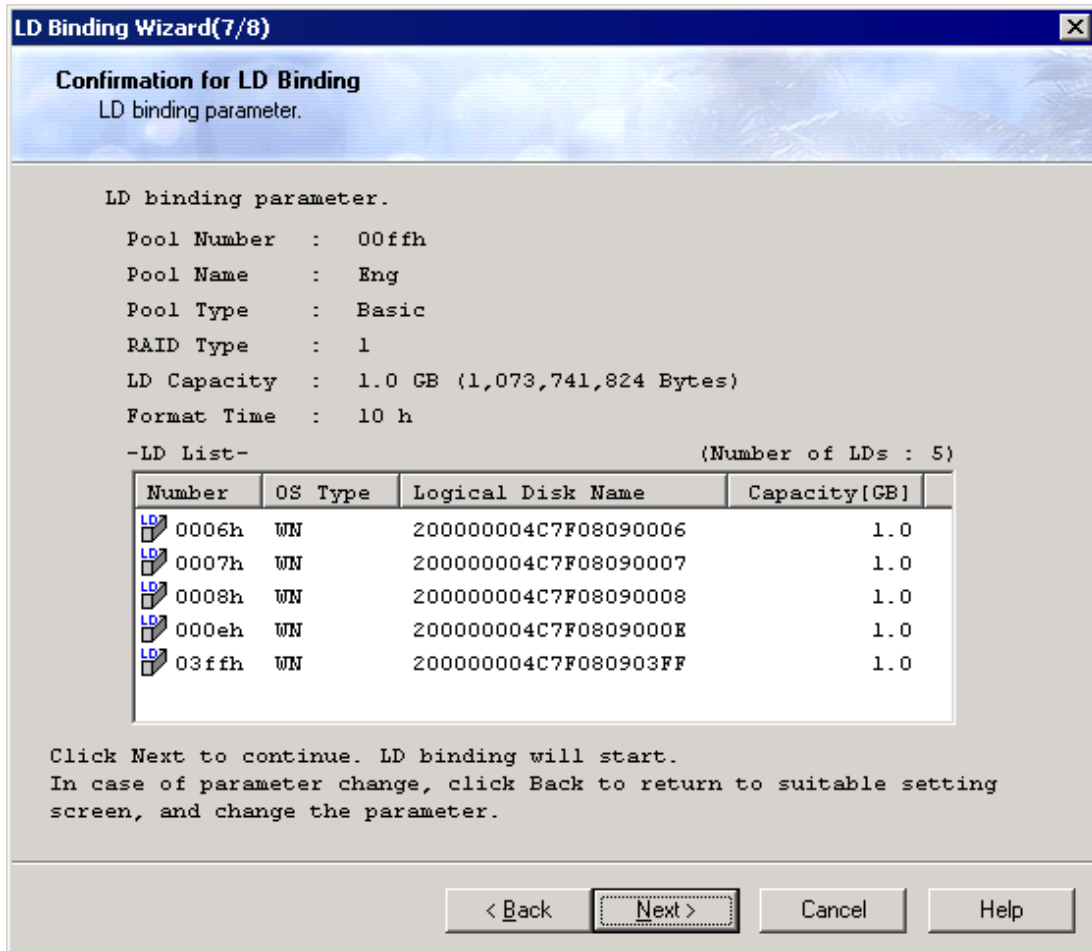 LD Binding Wizard(7/8)
Confirmation for LD Binding
LD binding parameter.
LD binding parameter.
Pool Number : 00ffh
Pool Name : Eng
Pool Type : Basic
RAID Type : 1
LD Capacity : 1.0 GB (1,073,741,824 Bytes)
Format Time : 10 h
-LD List- (Number of LDs : 5)
Number OS Type Logical Disk Name Capacity[GB]
LD 0006h WN 200000004C7F08090006 1.0
LD 0007h WN 200000004C7F08090007 1.0
LD 0008h WN 200000004C7F08090008 1.0
LD 000eh WN 200000004C7F0809000E 1.0
LD 03ffh WN 200000004C7F080903FF 1.0
Click Next to continue. LD binding will start.
In case of parameter change, click Back to return to suitable setting
screen, and change the parameter.
< Back Next > Cancel Help